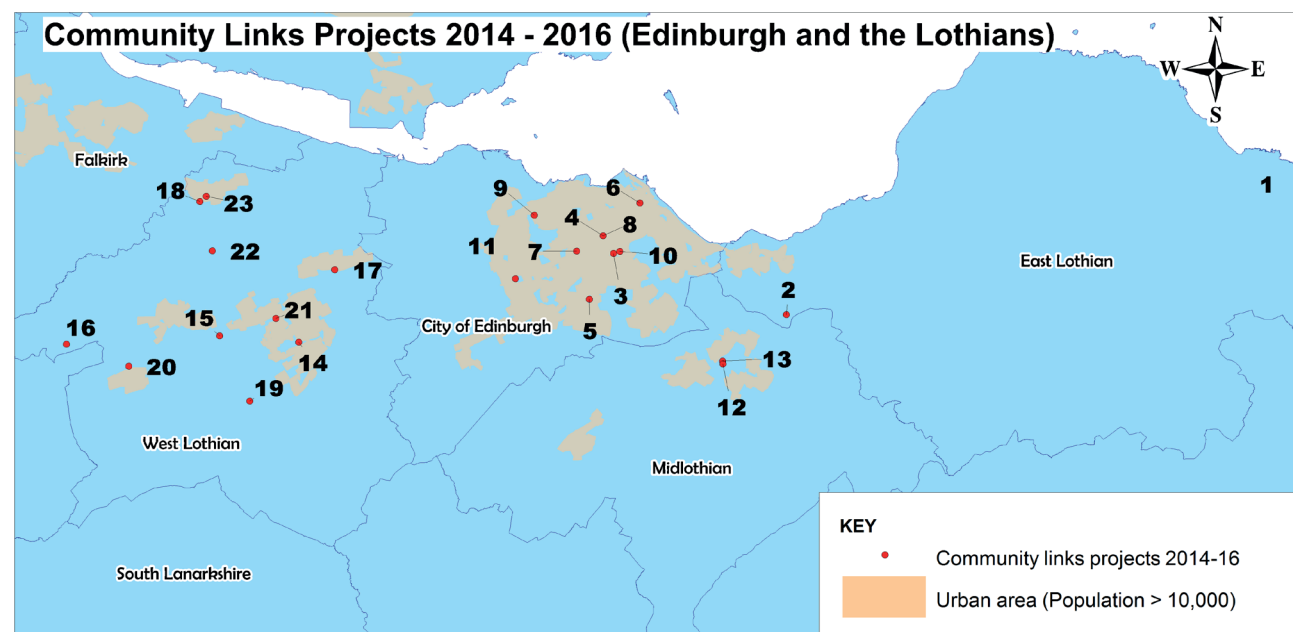 Community Links Projects 2014 - 2016 (Edinburgh and the Lothians)
N
W E
S
Falkirk
18
23
9
6
1
4
8
11
7
10
22
17
3
East Lothian
2
21
15
City of Edinburgh
5
16
14
13
20
19
12
West Lothian
Midlothian
South Lanarkshire
KEY
Community links projects 2014-16
Urban area (Population > 10,000)